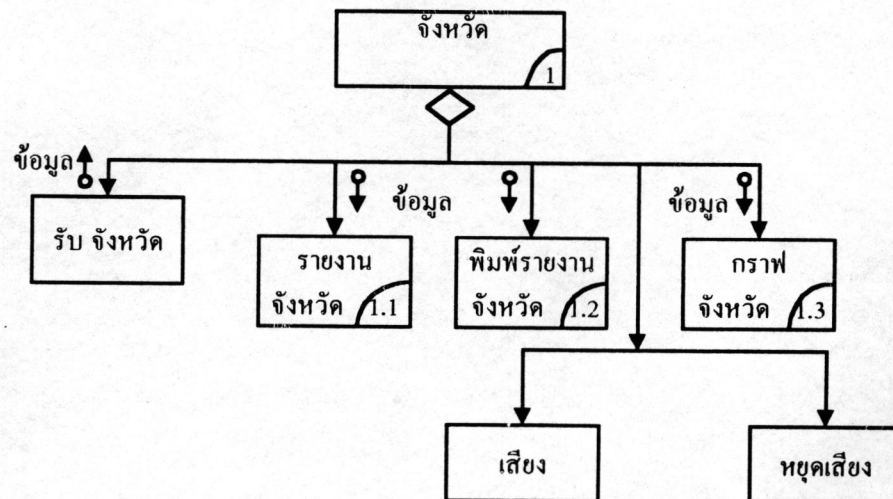 จังหวัด
1
ข้อมูล
ข้อมูล
ข้อมูล
รับ จังหวัด
รายงาน
จังหวัด 1.1
พิมพ์รายงาน
จังหวัด 1.2
กราฟ
จังหวัด 1.3
เสียง
หยุดเสียง